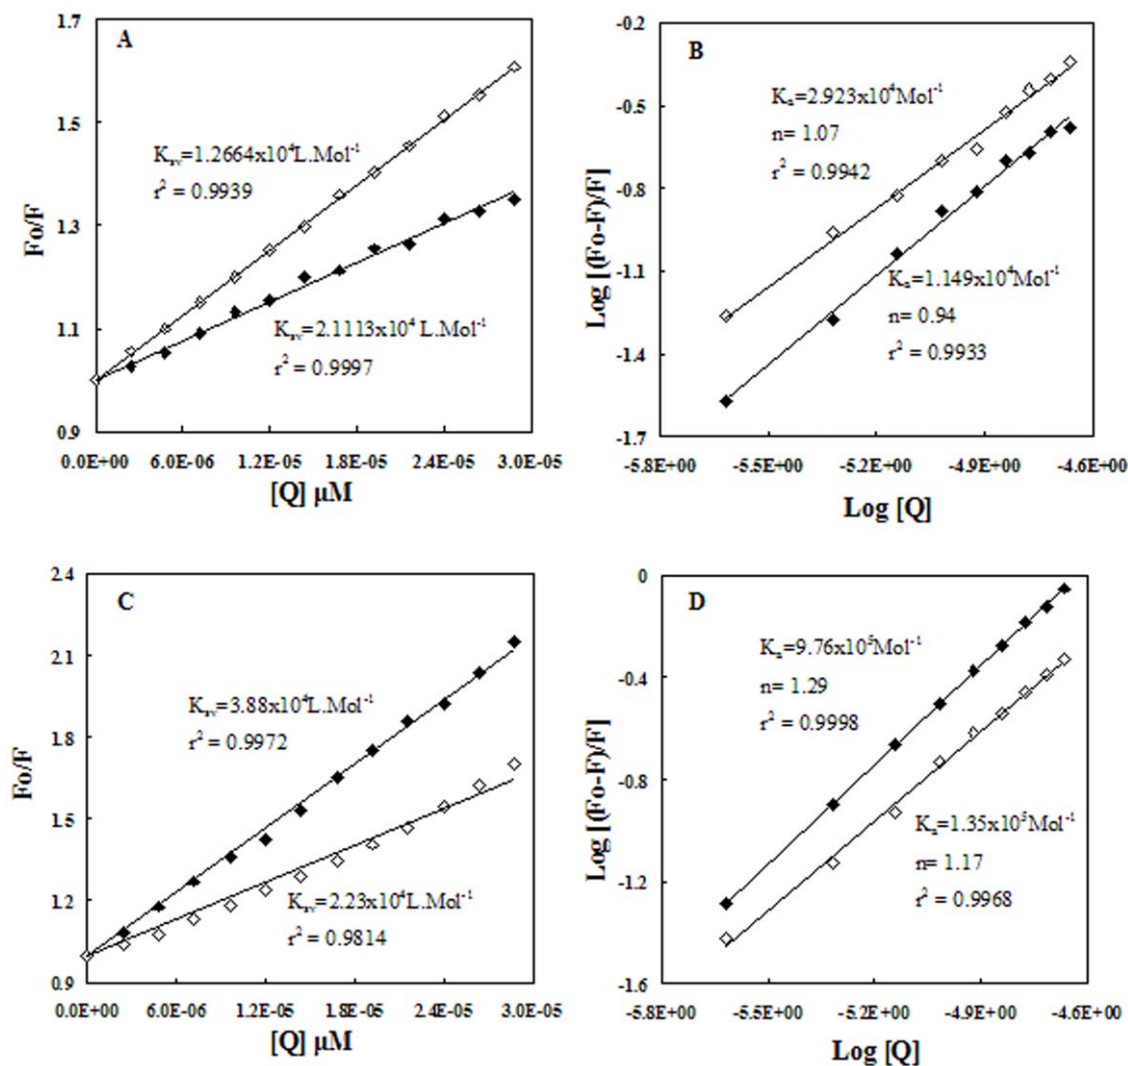 A
1.7
1.5
1.3
1.1
0.9
Fo/F
Ksv=1.2664x10⁴L.Mol⁻¹
r² = 0.9939
Ksv=2.1113x10⁴ L.Mol⁻¹
r² = 0.9997
0.0E+00 6.0E-06 1.2E-05 1.8E-05 2.4E-05 3.0E-05
[Q] µM
B
-0.2
-0.5
-0.8
-1.1
-1.4
-1.7
Log [(Fo-F)/F]
Ka=2.923x10⁴Mol⁻¹
n= 1.07
r² = 0.9942
Ka=1.149x10⁴Mol⁻¹
n= 0.94
r² = 0.9933
-5.8E+00 -5.5E+00 -5.2E+00 -4.9E+00 -4.6E+00
Log [Q]
C
2.4
2.1
1.8
1.5
1.2
0.9
Fo/F
Ksv=3.88x10⁴L.Mol⁻¹
r² = 0.9972
Ksv=2.23x10⁴L.Mol⁻¹
r² = 0.9814
0.0E+00 6.0E-06 1.2E-05 1.8E-05 2.4E-05 3.0E-05
[Q] µM
D
0
-0.4
-0.8
-1.2
-1.6
Log [(Fo-F)/F]
Ka=9.76x10⁵Mol⁻¹
n= 1.29
r² = 0.9998
Ka=1.35x10⁵Mol⁻¹
n= 1.17
r² = 0.9968
-5.8E+00 -5.5E+00 -5.2E+00 -4.9E+00 -4.6E+00
Log [Q]